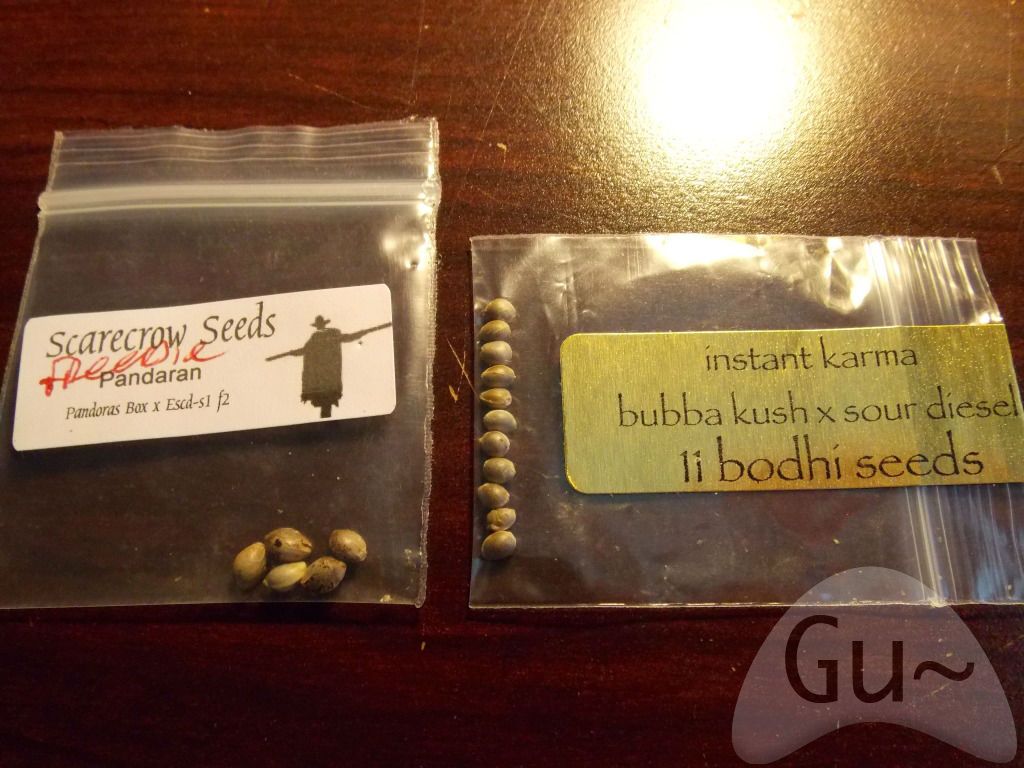 Scarecrow Seeds
Freebie
Pandaran
Pandoras Box x Escd-s1 f2
instant karma
bubba kush x sour diesel
11 bodhi seeds
Gu~